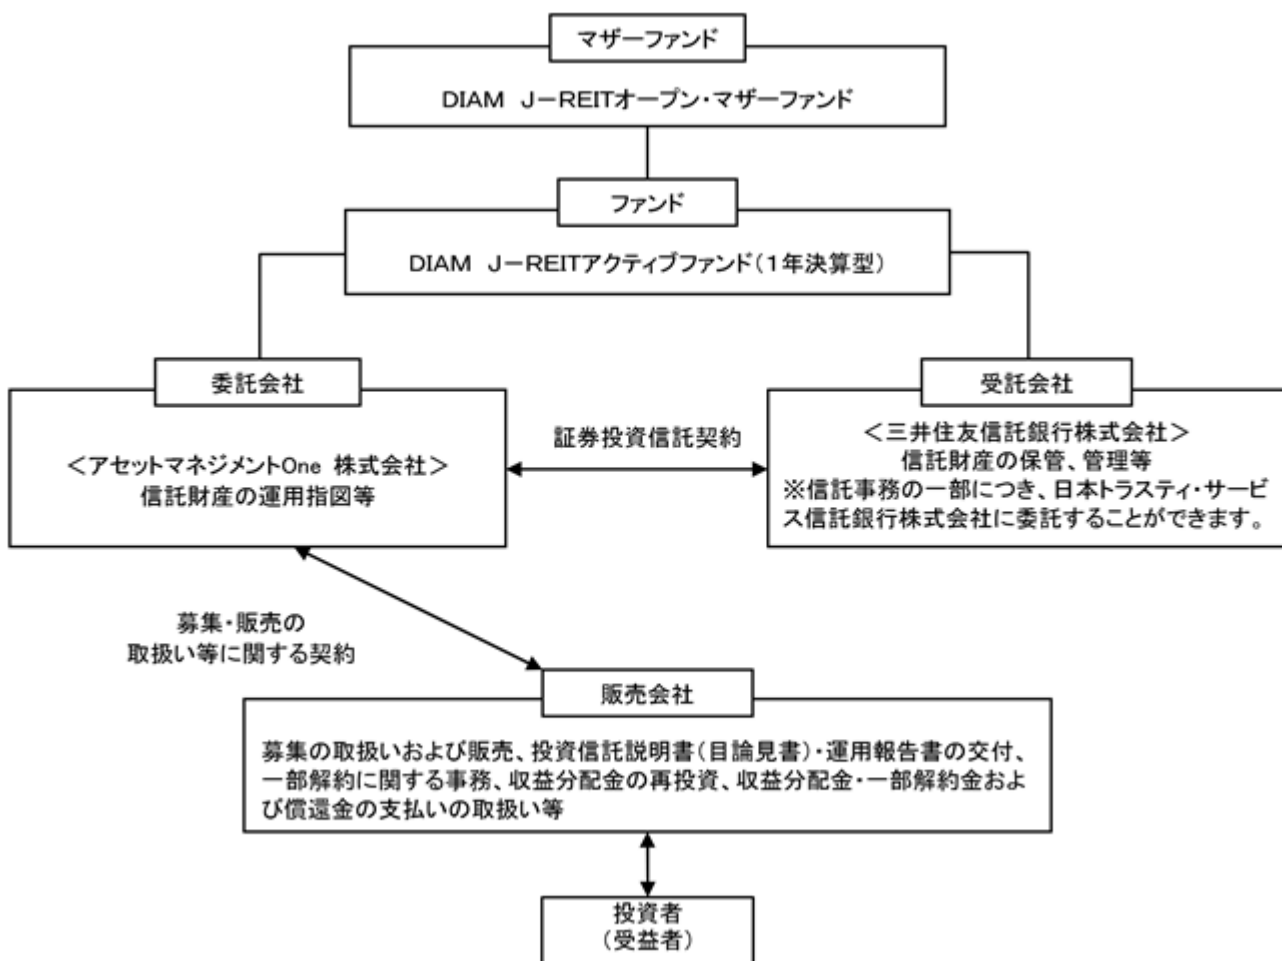 マザーファンド
DIAM J-REITオープン・マザーファンド
ファンド
DIAM J-REITアクティブファンド(1年決算型)
委託会社
受託会社
<アセットマネジメントOne 株式会社>
信託財産の運用指図等
証券投資信託契約
<三井住友信託銀行株式会社>
信託財産の保管、管理等
※信託事務の一部につき、日本トラスティ・サービ
ス信託銀行株式会社に委託することができます。
募集・販売の
取扱い等に関する契約
販売会社
募集の取扱いおよび販売、投資信託説明書(目論見書)・運用報告書の交付、
一部解約に関する事務、収益分配金の再投資、収益分配金・一部解約金およ
び償還金の支払いの取扱い等
投資者
(受益者)